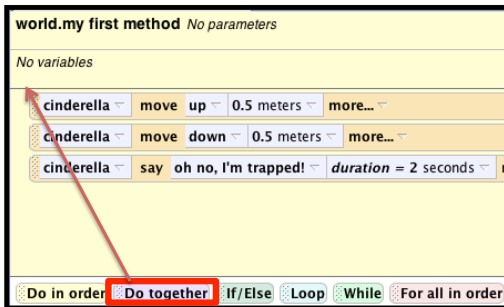 world.my first method No parameters
No variables
cinderella move up 0.5 meters more...
cinderella move down 0.5 meters more...
cinderella say oh no, I'm trapped! duration = 2 seconds
Do in order Do together If/Else Loop While For all in order